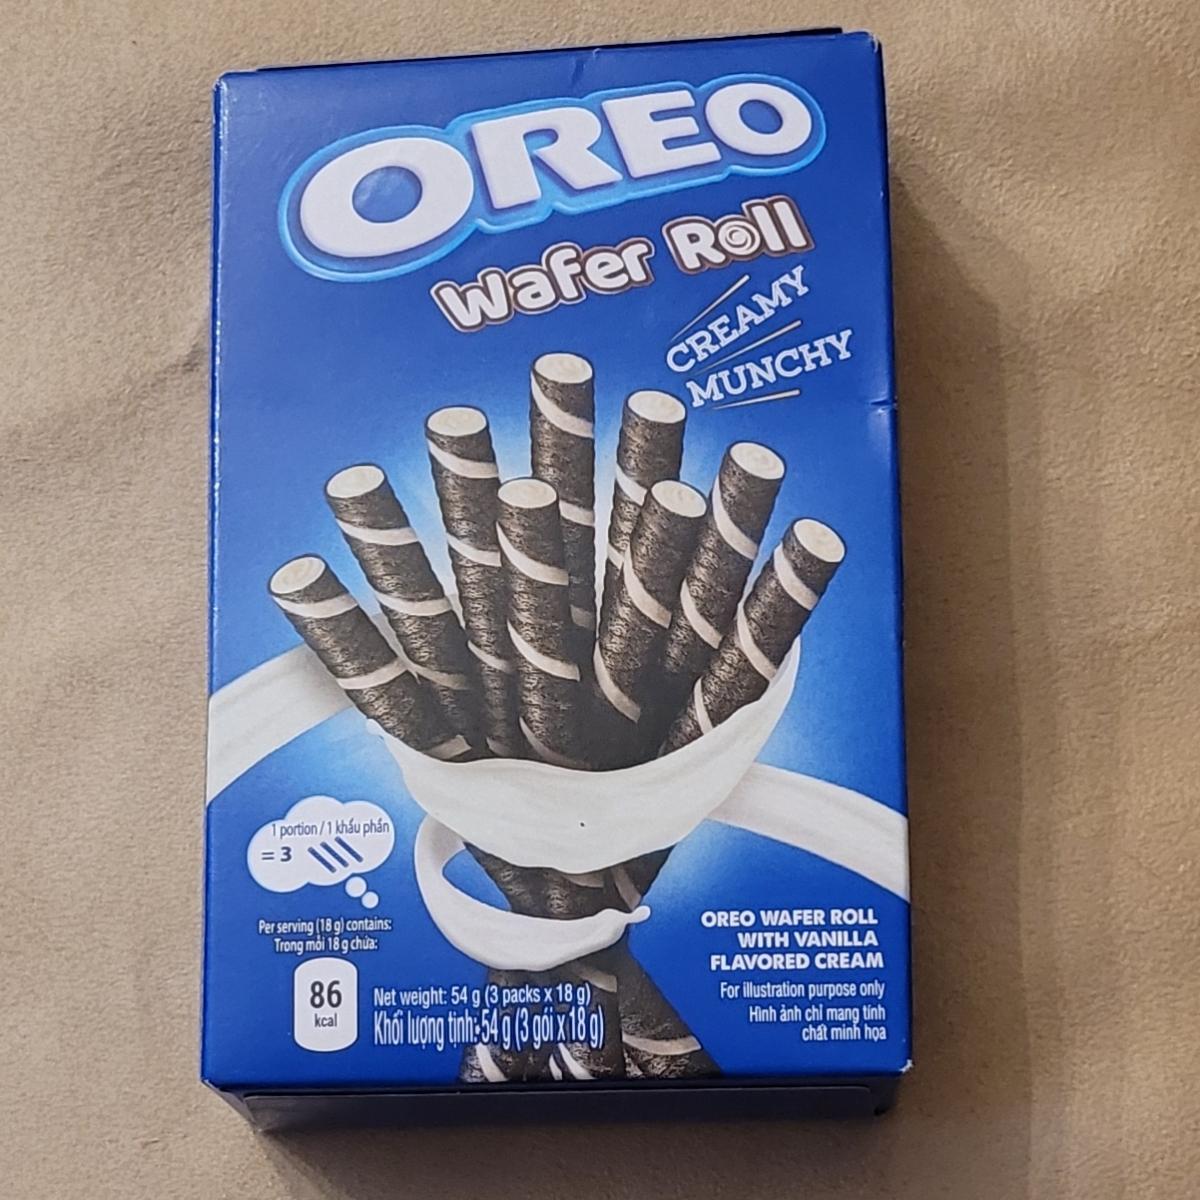 OREO
Wafer Roll
CREAMY
MUNCHY
1 portion / 1 khẩu phần
= 3
Per serving (18 g) contains:
Trong mỗi 18 g chứa:
86
kcal
Net weight: 54 g (3 packs x 18 g)
Khối lượng tịnh: 54 g (3 gói x 18 g)
OREO WAFER ROLL
WITH VANILLA
FLAVORED CREAM
For illustration purpose only
Hình ảnh chỉ mang tính
chất minh họa